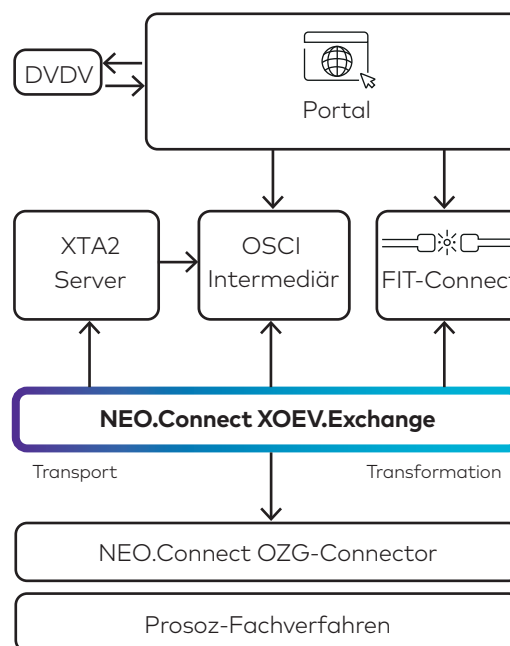 DVDV
Portal
XTA2
Server
OSCI
Intermediär
FIT-Connect
NEO.Connect XOEV.Exchange
Transport
Transformation
NEO.Connect OZG-Connector
Prosoz-Fachverfahren